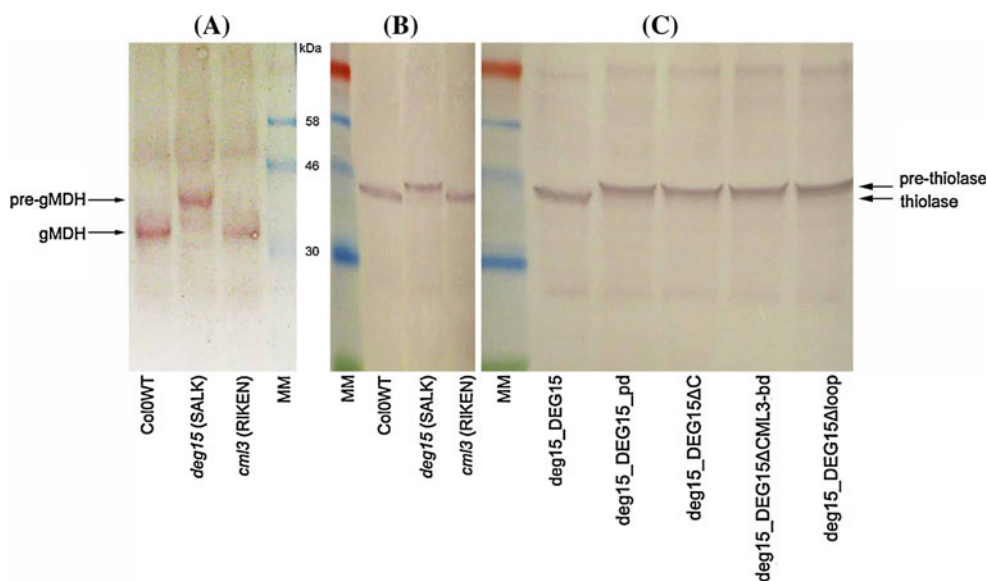 (A)
(B)
(C)
kDa
58
46
30
pre-gMDH
gMDH
pre-thiolase
thiolase
Col0WT
deg15 (SALK)
cml3 (RIKEN)
MM
MM
Col0WT
deg15 (SALK)
cml3 (RIKEN)
MM
deg15_DEG15
deg15_DEG15_pd
deg15_DEG15ΔC
deg15_DEG15ΔCML3-bd
deg15_DEG15Δloop